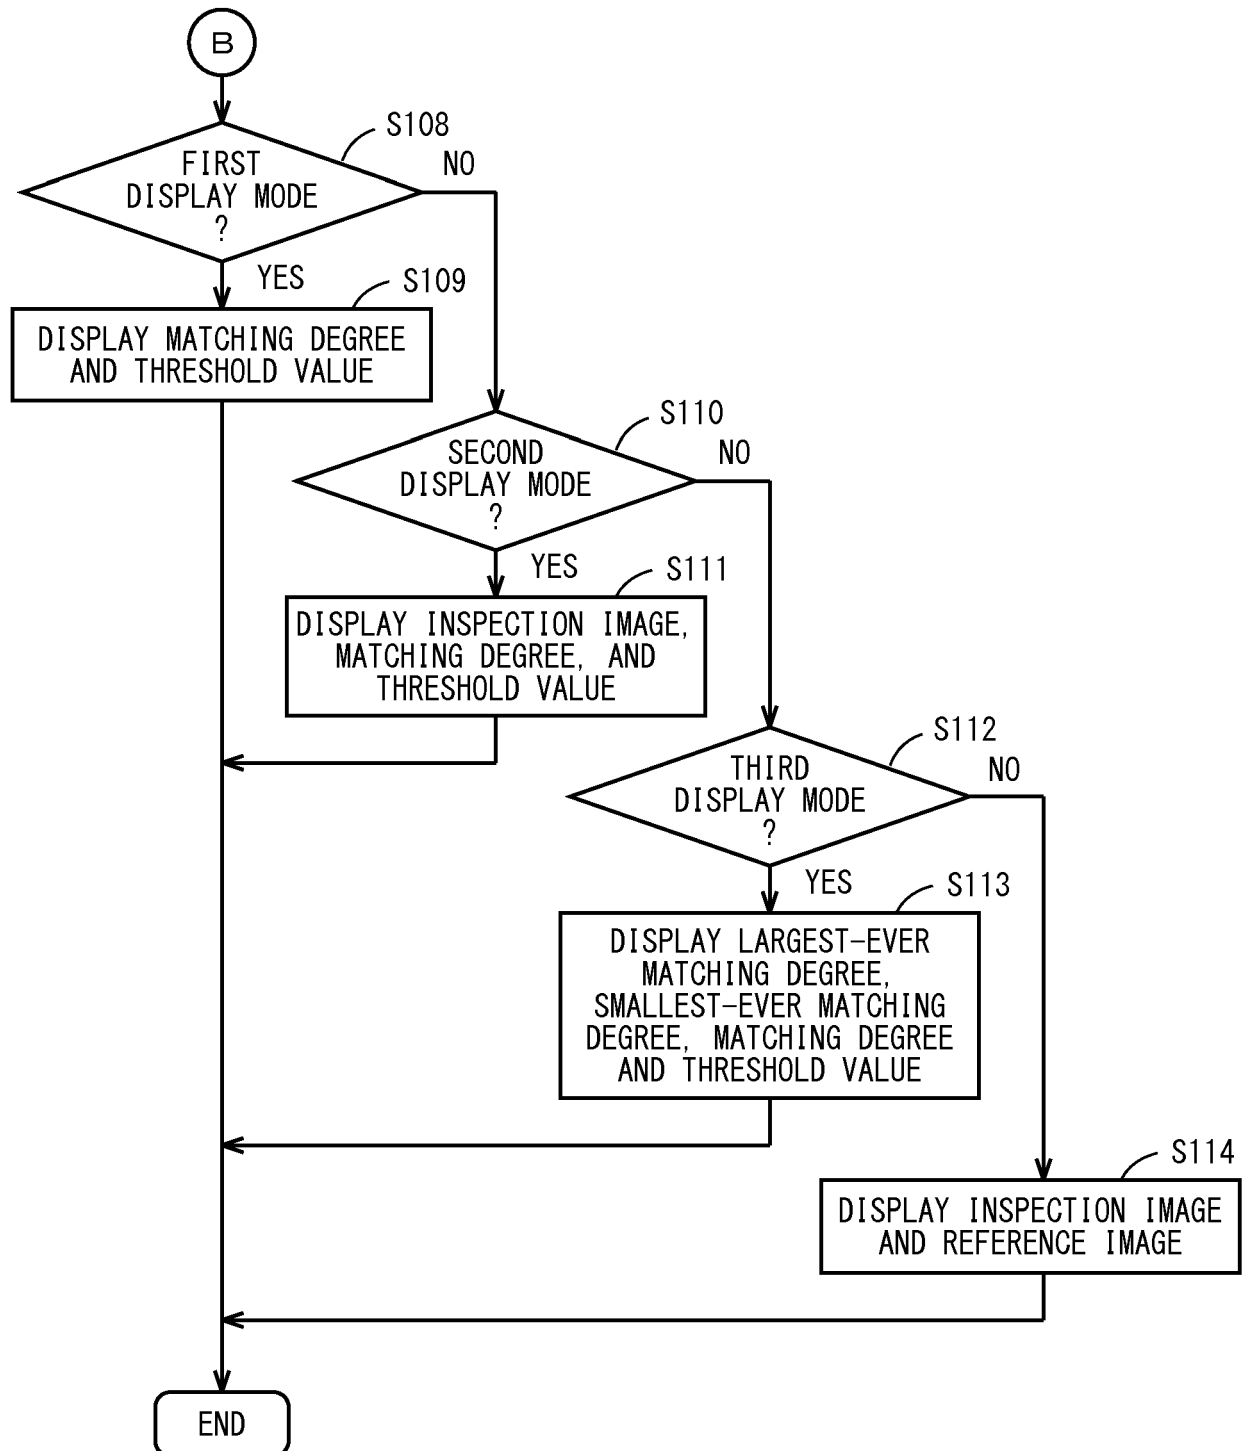 B
S108
FIRST
DISPLAY MODE
?
NO
YES
S109
DISPLAY MATCHING DEGREE
AND THRESHOLD VALUE
S110
SECOND
DISPLAY MODE
?
NO
YES
S111
DISPLAY INSPECTION IMAGE,
MATCHING DEGREE, AND
THRESHOLD VALUE
S112
THIRD
DISPLAY MODE
?
NO
YES
S113
DISPLAY LARGEST-EVER
MATCHING DEGREE,
SMALLEST-EVER MATCHING
DEGREE, MATCHING DEGREE
AND THRESHOLD VALUE
S114
DISPLAY INSPECTION IMAGE
AND REFERENCE IMAGE
END